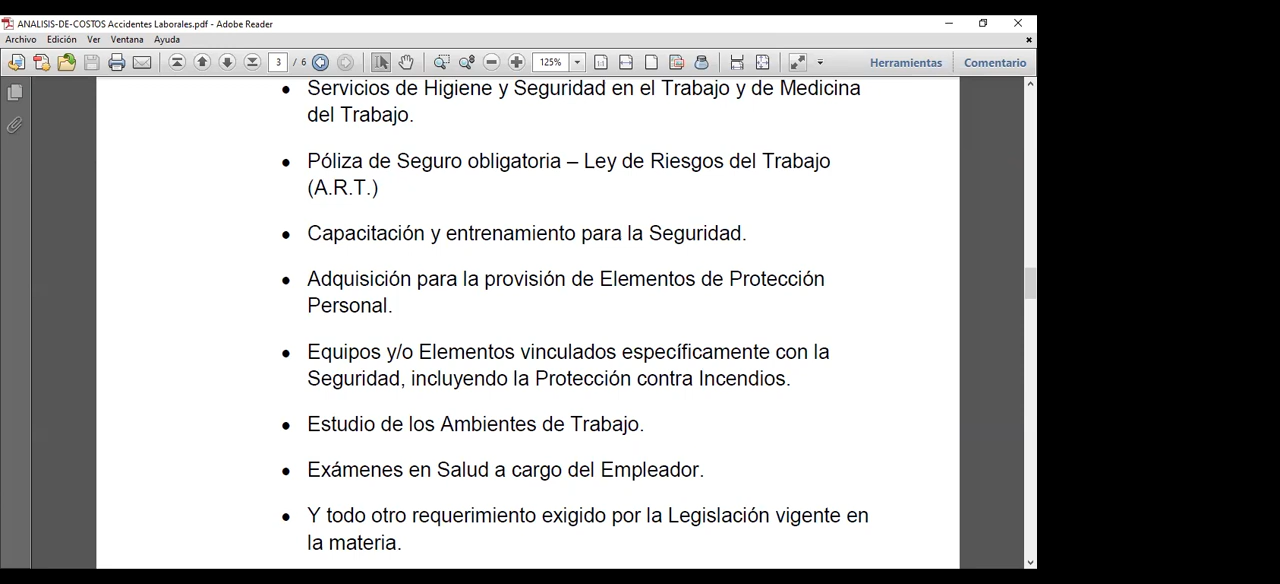 ANALISIS-DE-COSTOS Accidentes Laborales.pdf - Adobe Reader
Archivo Edición Ver Ventana Ayuda
3 / 6 125% Herramientas Comentario
• Servicios de Higiene y Seguridad en el Trabajo y de Medicina
del Trabajo.
• Póliza de Seguro obligatoria – Ley de Riesgos del Trabajo
(A.R.T.)
• Capacitación y entrenamiento para la Seguridad.
• Adquisición para la provisión de Elementos de Protección
Personal.
• Equipos y/o Elementos vinculados específicamente con la
Seguridad, incluyendo la Protección contra Incendios.
• Estudio de los Ambientes de Trabajo.
• Exámenes en Salud a cargo del Empleador.
• Y todo otro requerimiento exigido por la Legislación vigente en
la materia.